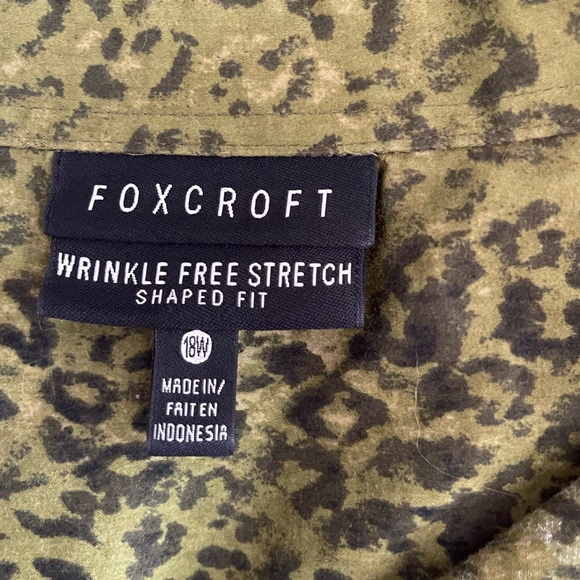 FOXCROFT
WRINKLE FREE STRETCH
SHAPED FIT
18W
MADE IN/
FAIT EN
INDONESIA